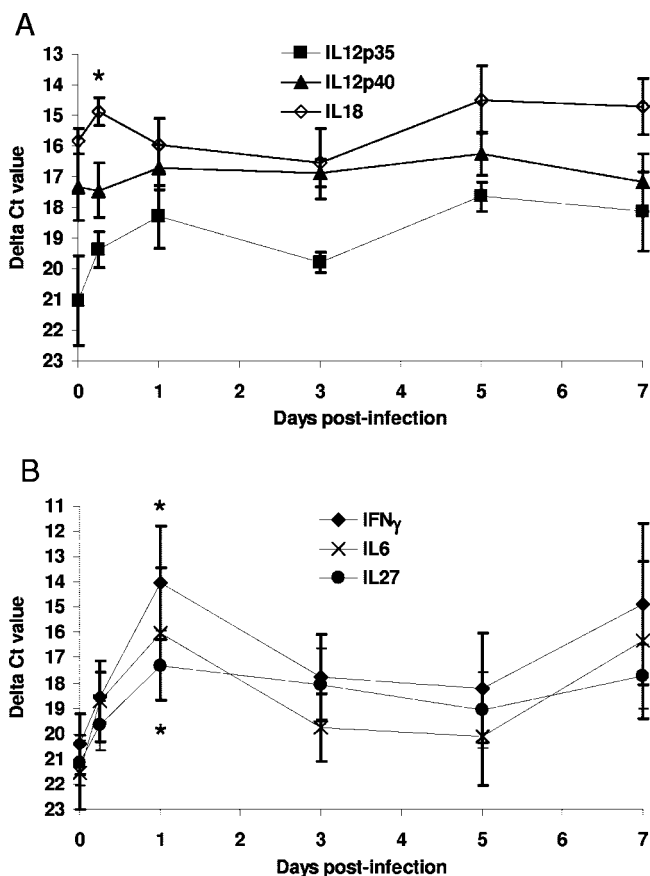 A
13
14
15
16
17
18
19
20
21
22
23
Delta Ct value
*
IL12p35
IL12p40
IL18
0 1 2 3 4 5 6 7
Days post-infection
B
11
12
13
14
15
16
17
18
19
20
21
22
23
Delta Ct value
*
*
IFNγ
IL6
IL27
0 1 2 3 4 5 6 7
Days post-infection